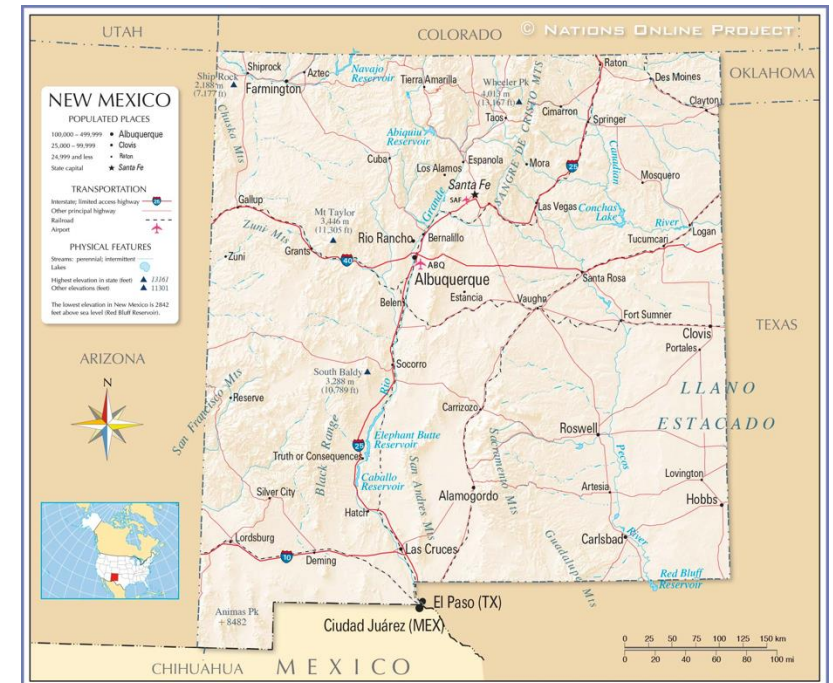 © NATIONS ONLINE PROJECT
UTAH
COLORADO
OKLAHOMA
TEXAS
ARIZONA
CHIHUAHUA
MEXICO
NEW MEXICO
POPULATED PLACES
100,000 – 499,999 • Albuquerque
25,000 – 99,999 • Clovis
24,999 and less • Raton
State capital ★ Santa Fe
TRANSPORTATION
Interstate; limited access highway 25
Other principal highway
Railroad
Airport
PHYSICAL FEATURES
Streams: perennial; intermittent
Lakes
Highest elevation in state (feet) ▲ 13161
Other elevations (feet) ▲ 11301
The lowest elevation in New Mexico is 2842
feet above sea level (Red Bluff Reservoir).
Ship Rock
2,188 m
(7,177 ft)
Shiprock
Farmington
Aztec
Navajo
Reservoir
Tierra Amarilla
Wheeler Pk
4,013 m
(13,167 ft)
Taos
Raton
Des Moines
Clayton
Cimarron
Springer
Chuska Mts
Abiquiu
Reservoir
SANGRE DE CRISTO MTS
Cuba
Los Alamos
Espanola
Mora
25
Canadian
Mosquero
Santa Fe
SAF
Gallup
Grande
Las Vegas
Conchas
Lake
River
Logan
Mt Taylor
3,446 m
(11,305 ft)
Zuni Mts
Rio Rancho
Bernalillo
Tucumcari
Zuni
Grants
40
ABQ
Albuquerque
Santa Rosa
Belen
Estancia
Vaughn
Fort Sumner
Clovis
Portales
Socorro
South Baldy
3,288 m
(10,789 ft)
Rio
LLANO
ESTACADO
San Francisco Mts
Reserve
Carrizozo
Roswell
Black Range
25
Elephant Butte
Reservoir
Truth or Consequences
Caballo
Reservoir
San Andres Mts
Sacramento Mts
Pecos
Silver City
Alamogordo
Artesia
Lovington
Hobbs
Hatch
Lordsburg
10
Deming
Las Cruces
Guadalupe Mts
Carlsbad
River
Red Bluff
Reservoir
Animas Pk
+ 8482
El Paso (TX)
Ciudad Juárez (MEX)
N
0 25 50 75 100 125 150 km
0 20 40 60 80 100 mi